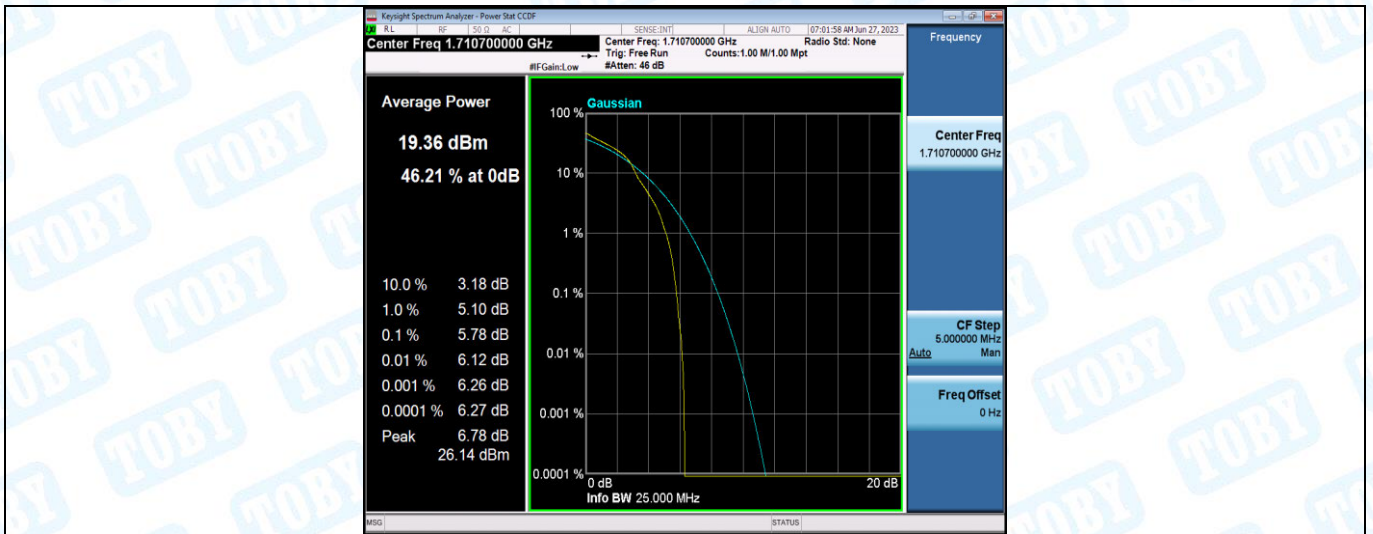 Keysight Spectrum Analyzer - Power Stat CCDF
RL RF 50 Ω AC SENSE:INT ALIGN AUTO 07:01:58 AM Jun 27, 2023
Center Freq 1.710700000 GHz
Center Freq: 1.710700000 GHz Radio Std: None
Trig: Free Run Counts:1.00 M/1.00 Mpt
#IFGain:Low #Atten: 46 dB
Frequency
Average Power
19.36 dBm
46.21 % at 0dB
10.0 % 3.18 dB
1.0 % 5.10 dB
0.1 % 5.78 dB
0.01 % 6.12 dB
0.001 % 6.26 dB
0.0001 % 6.27 dB
Peak 6.78 dB
26.14 dBm
Gaussian
100 %
10 %
1 %
0.1 %
0.01 %
0.001 %
0.0001 %
0 dB 20 dB
Info BW 25.000 MHz
Center Freq
1.710700000 GHz
CF Step
5.000000 MHz
Auto Man
Freq Offset
0 Hz
MSG STATUS
TOBY